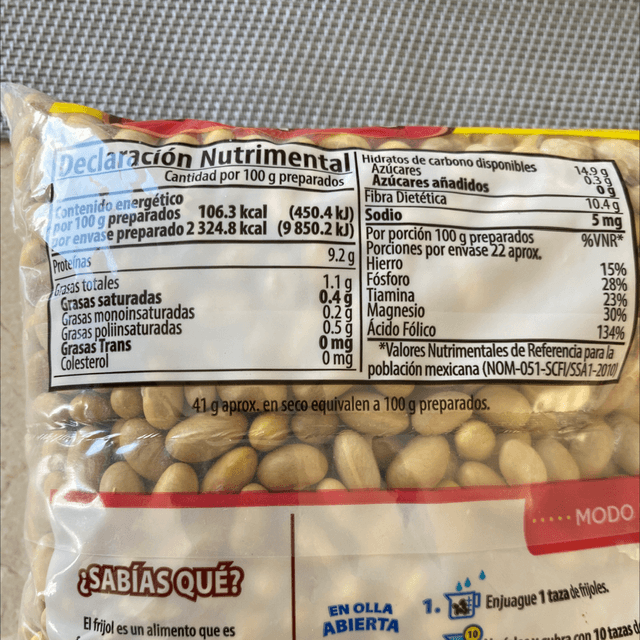 Declaración Nutrimental
Cantidad por 100 g preparados
Contenido energético
por 100 g preparados 106.3 kcal (450.4 kJ)
por envase preparado 2 324.8 kcal (9 850.2 kJ)
Proteínas 9.2 g
Grasas totales 1.1 g
Grasas saturadas 0.4 g
Grasas monoinsaturadas 0.2 g
Grasas poliinsaturadas 0.5 g
Grasas Trans 0 mg
Colesterol 0 mg
Hidratos de carbono disponibles 14.9 g
Azúcares 0.3 g
Azúcares añadidos 0 g
Fibra Dietética 10.4 g
Sodio 5 mg
Por porción 100 g preparados %VNR*
Porciones por envase 22 aprox.
Hierro 15%
Fósforo 28%
Tiamina 23%
Magnesio 30%
Ácido Fólico 134%
*Valores Nutrimentales de Referencia para la
población mexicana (NOM-051-SCFI/SSA1-2010)
41 g aprox. en seco equivalen a 100 g preparados.
MODO
¿SABÍAS QUÉ?
El frijol es un alimento que es
EN OLLA
ABIERTA
1. Enjuague 1 taza de frijoles.
10
con 10 tazas